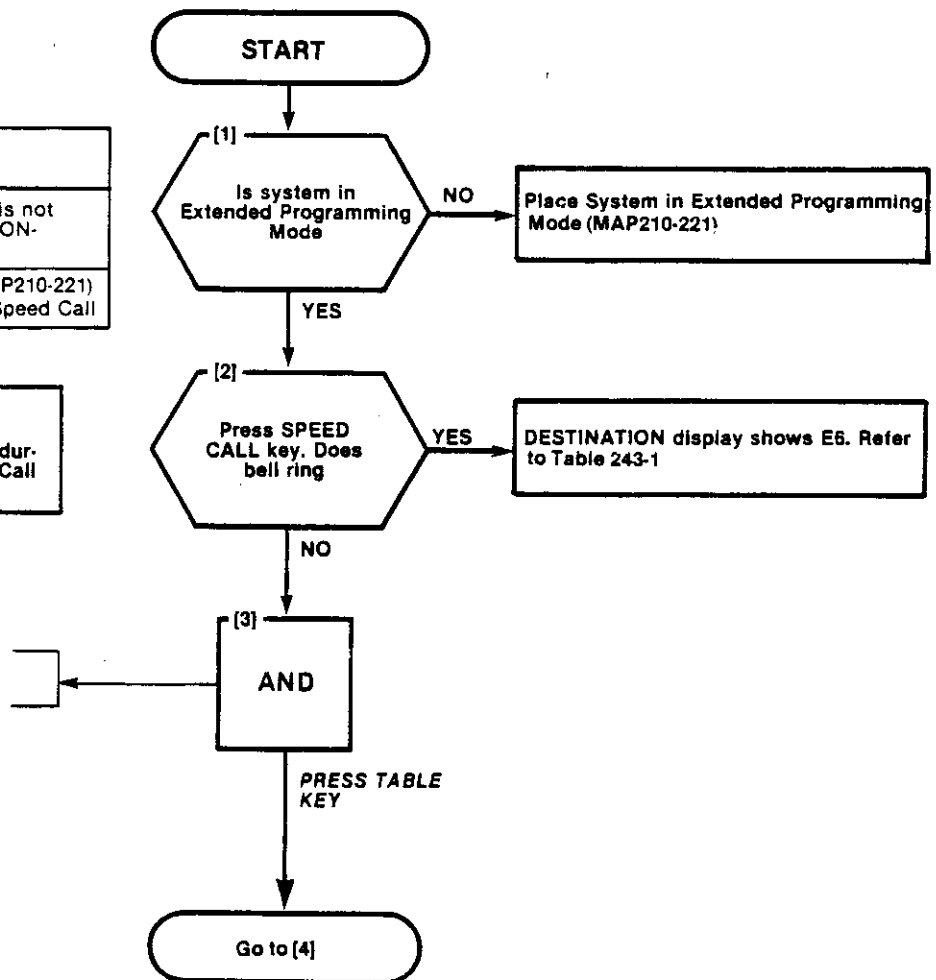 START
[1]
Is system in
Extended Programming
Mode
NO
Place System in Extended Programming
Mode (MAP210-221)
is not
ON-
P210-221)
Speed Call
YES
[2]
Press SPEED
CALL key. Does
bell ring
YES
DESTINATION display shows E6. Refer
to Table 243-1
dur-
Call
NO
[3]
AND
PRESS TABLE
KEY
Go to [4]